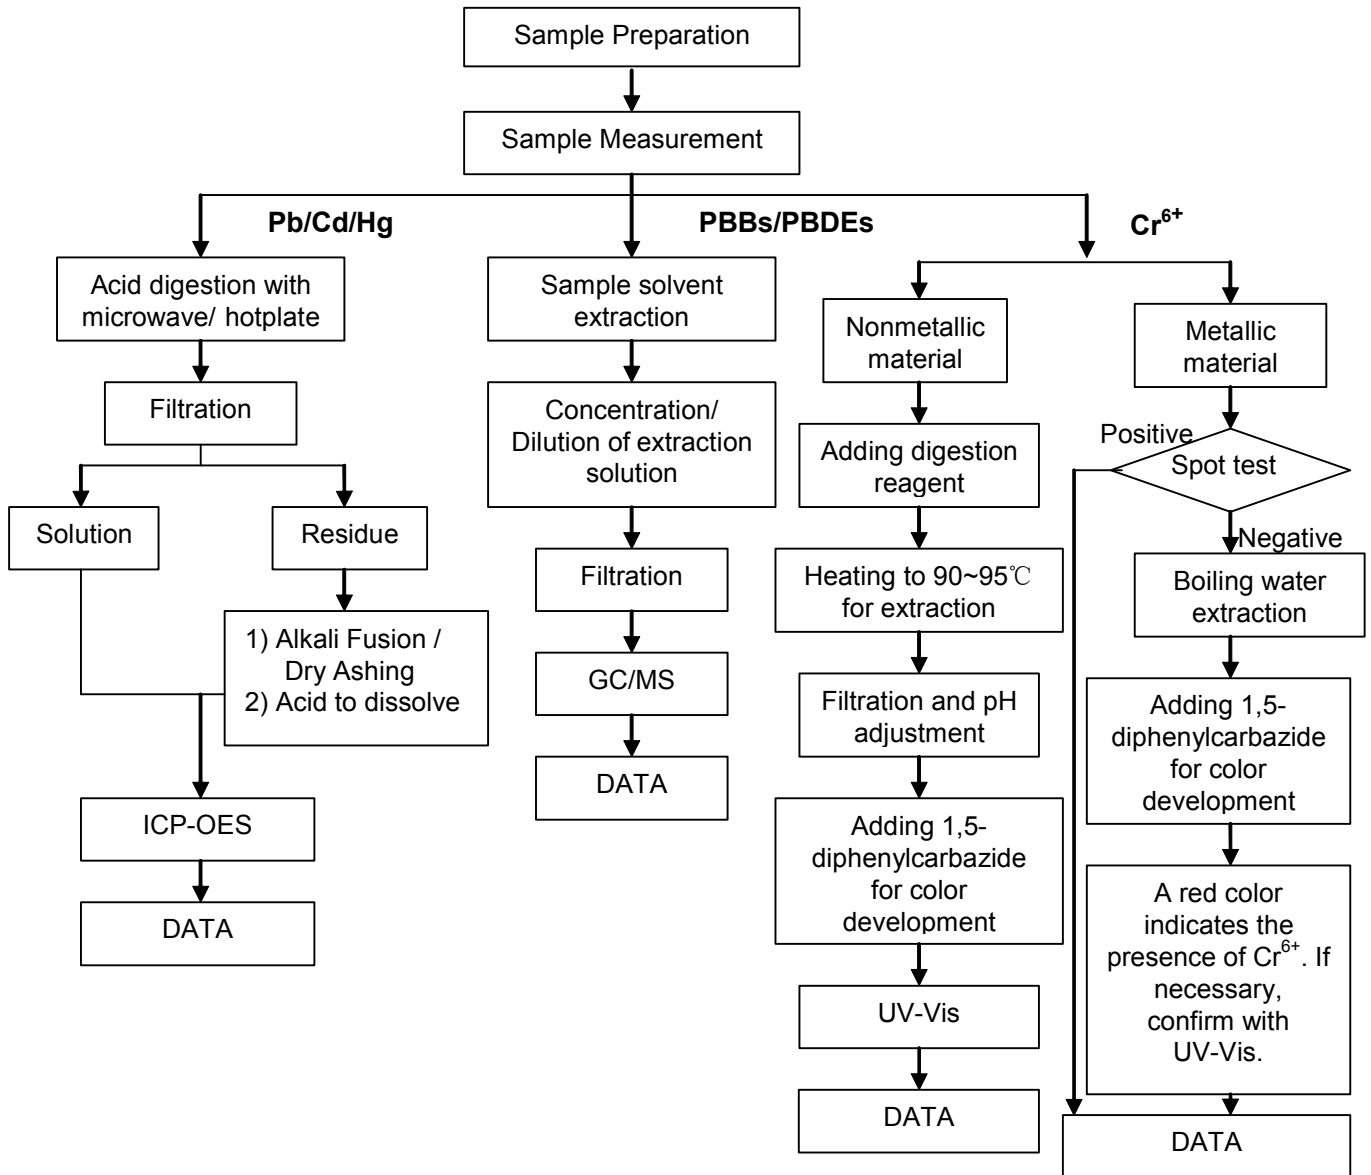 Sample Preparation
Sample Measurement
Pb/Cd/Hg
PBBs/PBDEs
Cr⁶⁺
Acid digestion with
microwave/ hotplate
Filtration
Solution
Residue
1) Alkali Fusion /
Dry Ashing
2) Acid to dissolve
ICP-OES
DATA
Sample solvent
extraction
Concentration/
Dilution of extraction
solution
Filtration
GC/MS
DATA
Nonmetallic
material
Adding digestion
reagent
Heating to 90~95℃
for extraction
Filtration and pH
adjustment
Adding 1,5-
diphenylcarbazide
for color
development
UV-Vis
DATA
Metallic
material
Positive
Spot test
Negative
Boiling water
extraction
Adding 1,5-
diphenylcarbazide
for color
development
A red color
indicates the
presence of Cr⁶⁺. If
necessary,
confirm with
UV-Vis.
DATA